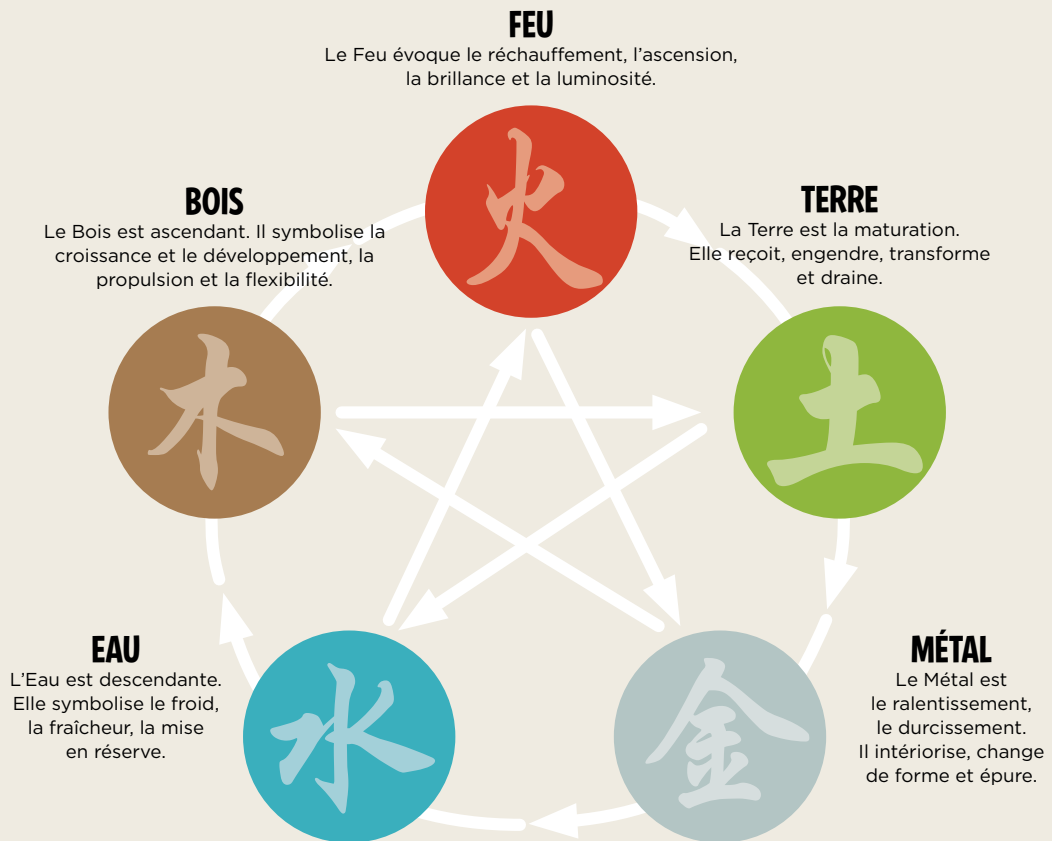 FEU
Le Feu évoque le réchauffement, l’ascension,
la brillance et la luminosité.
火
BOIS
Le Bois est ascendant. Il symbolise la
croissance et le développement, la
propulsion et la flexibilité.
木
TERRE
La Terre est la maturation.
Elle reçoit, engendre, transforme
et draine.
土
EAU
L’Eau est descendante.
Elle symbolise le froid,
la fraîcheur, la mise
en réserve.
水
金
MÉTAL
Le Métal est
le ralentissement,
le durcissement.
Il intériorise, change
de forme et épure.